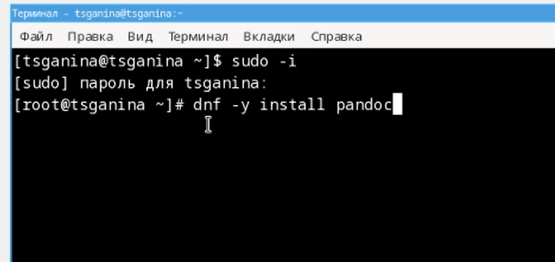 Терминал - tsganina@tsganina:~
Файл Правка Вид Терминал Вкладки Справка
[tsganina@tsganina ~]$ sudo -i
[sudo] пароль для tsganina:
[root@tsganina ~]# dnf -y install pandoc